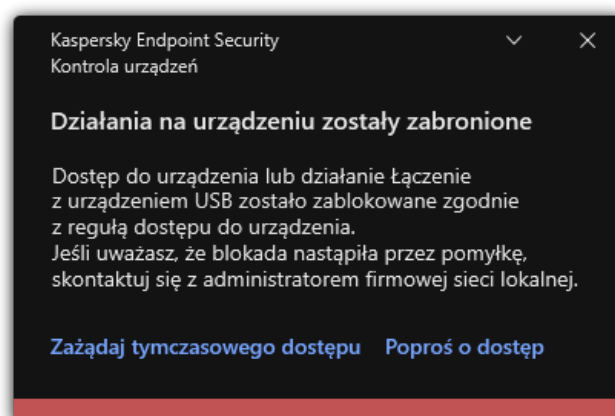 Kaspersky Endpoint Security
Kontrola urządzeń
Działania na urządzeniu zostały zabronione
Dostęp do urządzenia lub działanie Łączenie
z urządzeniem USB zostało zablokowane zgodnie
z regułą dostępu do urządzenia.
Jeśli uważasz, że blokada nastąpiła przez pomyłkę,
skontaktuj się z administratorem firmowej sieci lokalnej.
Zażądaj tymczasowego dostępu Poproś o dostęp